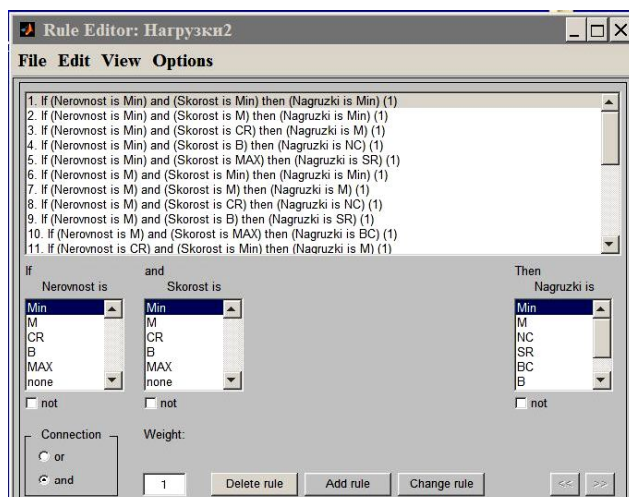 Rule Editor: Нагрузки2
File Edit View Options
1. If (Nerovnost is Min) and (Skorost is Min) then (Nagruzki is Min) (1)
2. If (Nerovnost is Min) and (Skorost is M) then (Nagruzki is Min) (1)
3. If (Nerovnost is Min) and (Skorost is CR) then (Nagruzki is M) (1)
4. If (Nerovnost is Min) and (Skorost is B) then (Nagruzki is NC) (1)
5. If (Nerovnost is Min) and (Skorost is MAX) then (Nagruzki is SR) (1)
6. If (Nerovnost is M) and (Skorost is Min) then (Nagruzki is Min) (1)
7. If (Nerovnost is M) and (Skorost is M) then (Nagruzki is M) (1)
8. If (Nerovnost is M) and (Skorost is CR) then (Nagruzki is NC) (1)
9. If (Nerovnost is M) and (Skorost is B) then (Nagruzki is SR) (1)
10. If (Nerovnost is M) and (Skorost is MAX) then (Nagruzki is BC) (1)
11. If (Nerovnost is CR) and (Skorost is Min) then (Nagruzki is M) (1)
If and Then
Nerovnost is Skorost is Nagruzki is
Min Min Min
M M M
CR CR NC
B B SR
MAX MAX BC
none none B
not not not
Connection Weight:
or
and 1 Delete rule Add rule Change rule << >>